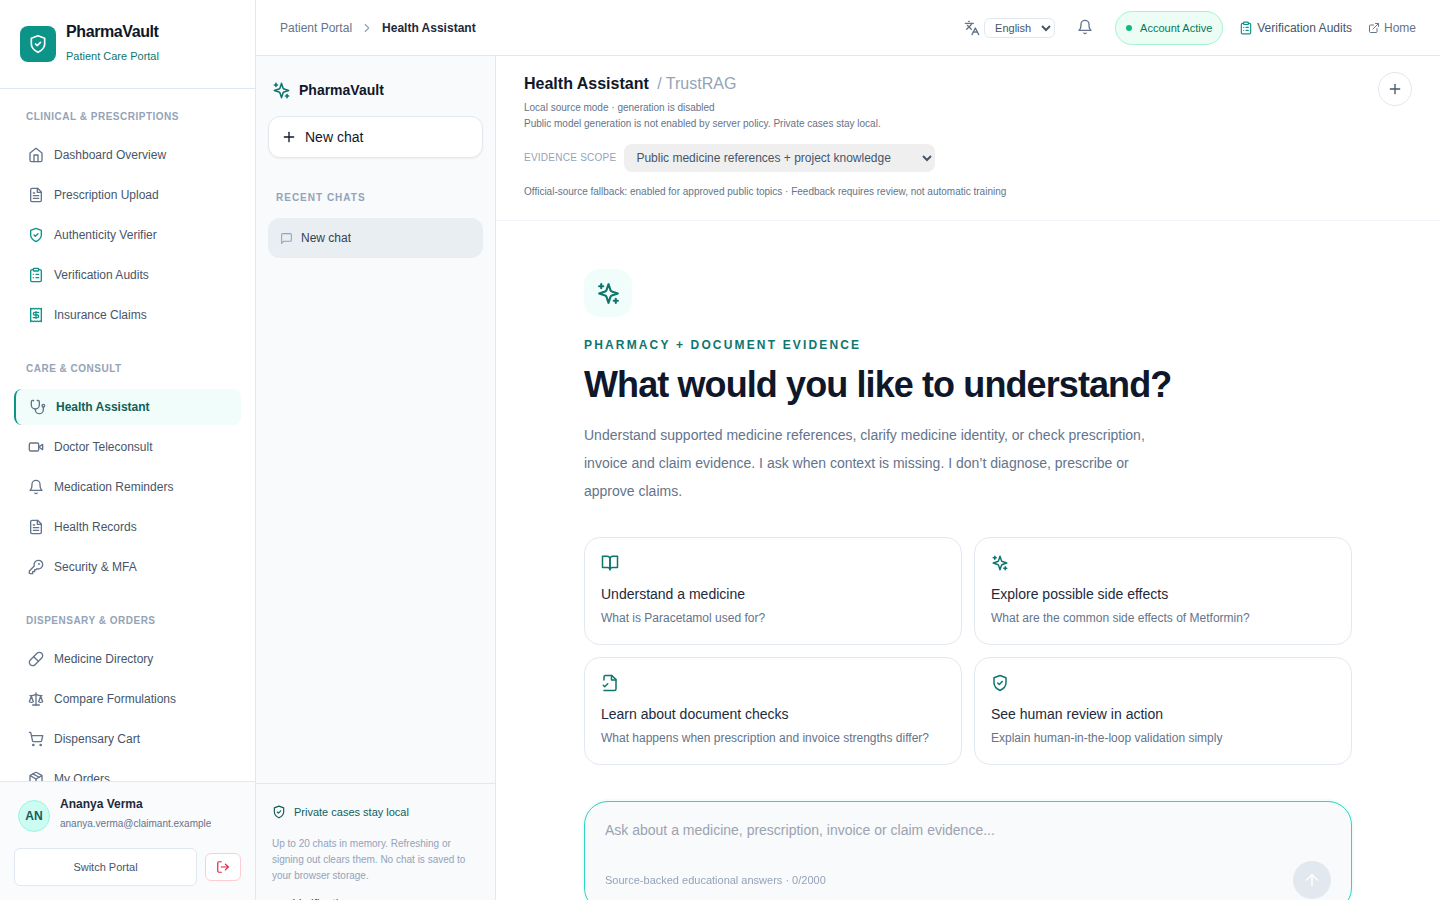 PharmaVault
Patient Care Portal
CLINICAL & PRESCRIPTIONS
Dashboard Overview
Prescription Upload
Authenticity Verifier
Verification Audits
Insurance Claims
CARE & CONSULT
Health Assistant
Doctor Teleconsult
Medication Reminders
Health Records
Security & MFA
DISPENSARY & ORDERS
Medicine Directory
Compare Formulations
Dispensary Cart
My Orders
AN
Ananya Verma
ananya.verma@claimant.example
Switch Portal
Patient Portal
Health Assistant
English
Account Active
Verification Audits
Home
PharmaVault
New chat
RECENT CHATS
New chat
Private cases stay local
Up to 20 chats in memory. Refreshing or
signing out clears them. No chat is saved to
your browser storage.
Health Assistant / TrustRAG
Local source mode · generation is disabled
Public model generation is not enabled by server policy. Private cases stay local.
EVIDENCE SCOPE
Public medicine references + project knowledge
Official-source fallback: enabled for approved public topics · Feedback requires review, not automatic training
PHARMACY + DOCUMENT EVIDENCE
What would you like to understand?
Understand supported medicine references, clarify medicine identity, or check prescription,
invoice and claim evidence. I ask when context is missing. I don’t diagnose, prescribe or
approve claims.
Understand a medicine
What is Paracetamol used for?
Explore possible side effects
What are the common side effects of Metformin?
Learn about document checks
What happens when prescription and invoice strengths differ?
See human review in action
Explain human-in-the-loop validation simply
Ask about a medicine, prescription, invoice or claim evidence...
Source-backed educational answers · 0/2000